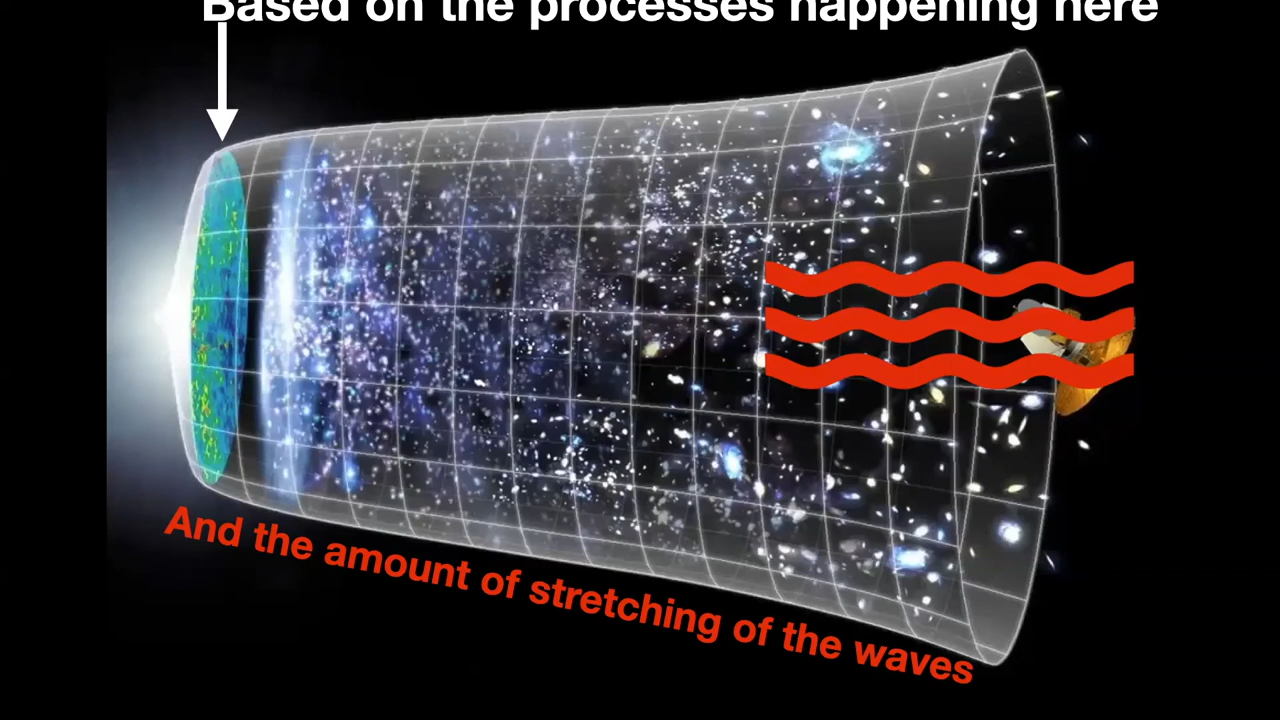 Based on the processes happening here
And the amount of stretching of the waves